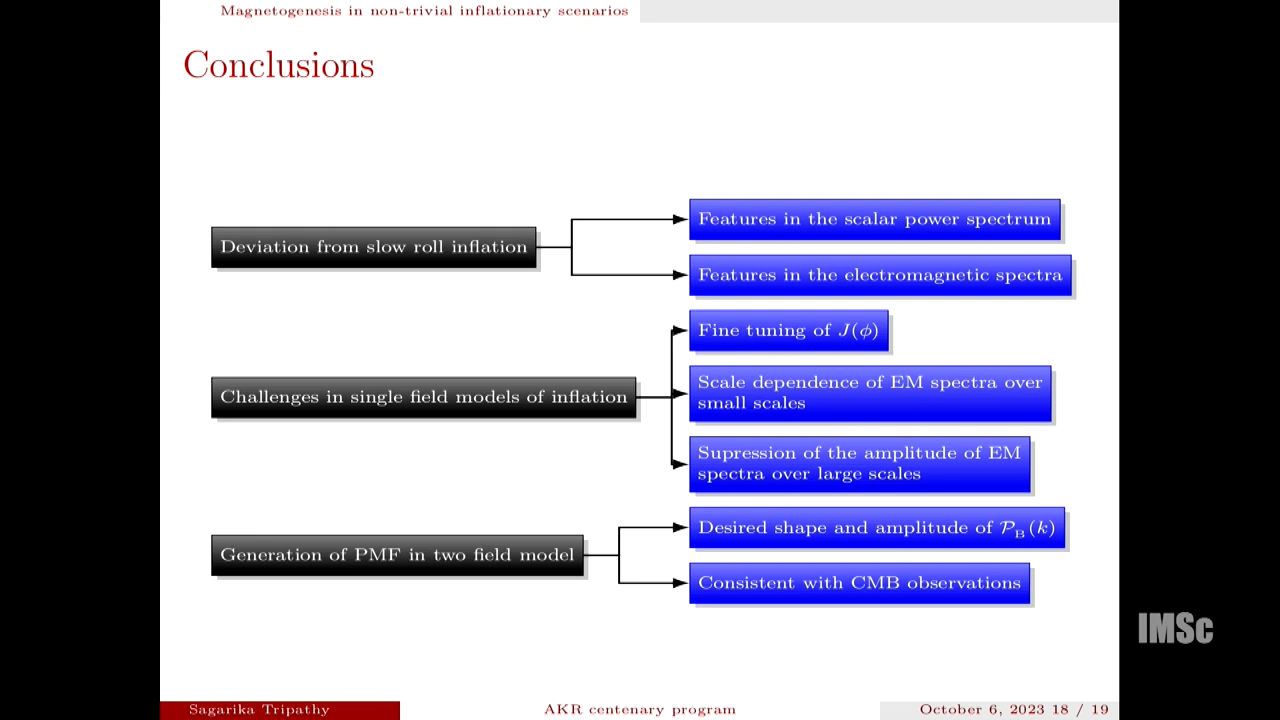 Magnetogenesis in non-trivial inflationary scenarios
Conclusions
Deviation from slow roll inflation
Features in the scalar power spectrum
Features in the electromagnetic spectra
Challenges in single field models of inflation
Fine tuning of J(ϕ)
Scale dependence of EM spectra over
small scales
Supression of the amplitude of EM
spectra over large scales
Generation of PMF in two field model
Desired shape and amplitude of 𝒫_B(k)
Consistent with CMB observations
IMSc
Sagarika Tripathy
AKR centenary program
October 6, 2023 18 / 19